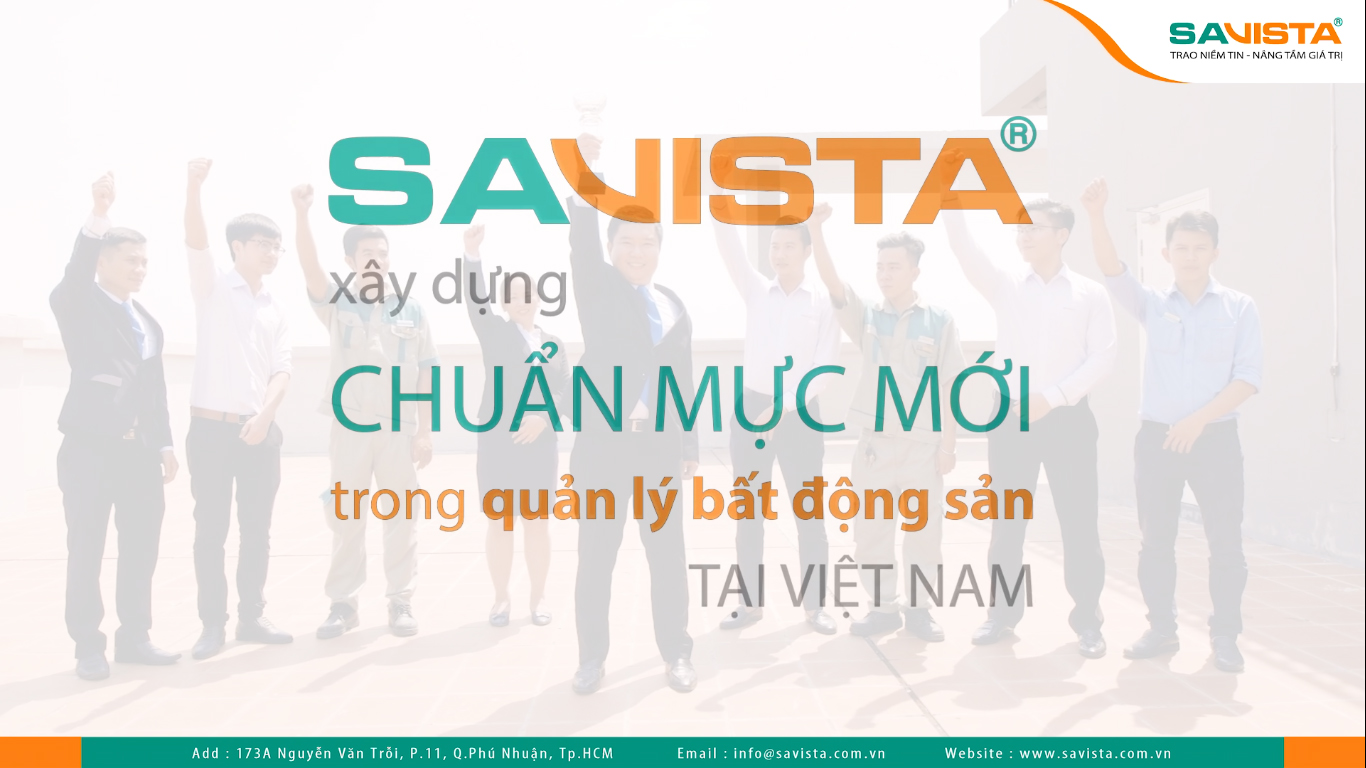 SAVISTA®
TRAO NIỀM TIN - NÂNG TẦM GIÁ TRỊ
SAVISTA®
xây dựng
CHUẨN MỰC MỚI
trong quản lý bất động sản
TẠI VIỆT NAM
Add : 173A Nguyễn Văn Trỗi, P.11, Q.Phú Nhuận, Tp.HCM Email : info@savista.com.vn Website : www.savista.com.vn